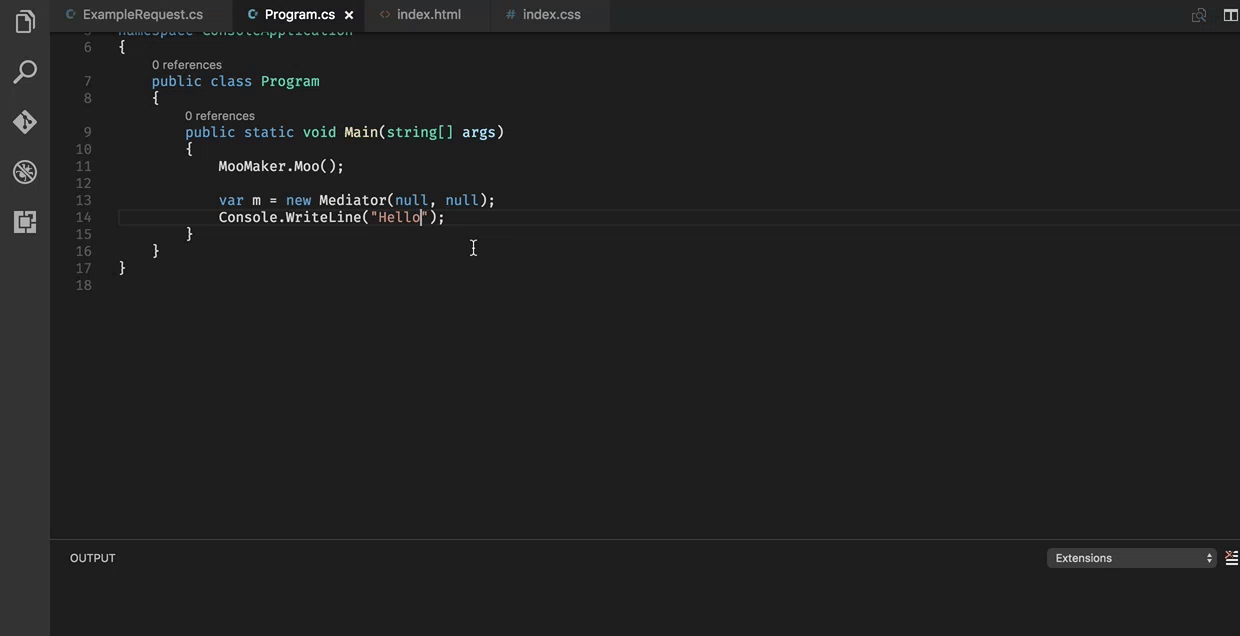 ExampleRequest.cs Program.cs index.html # index.css
5 namespace ConsoleApplication
6 {
0 references
7 public class Program
8 {
0 references
9 public static void Main(string[] args)
10 {
11 MooMaker.Moo();
12
13 var m = new Mediator(null, null);
14 Console.WriteLine("Hello");
15 }
16 }
17 }
18
OUTPUT Extensions